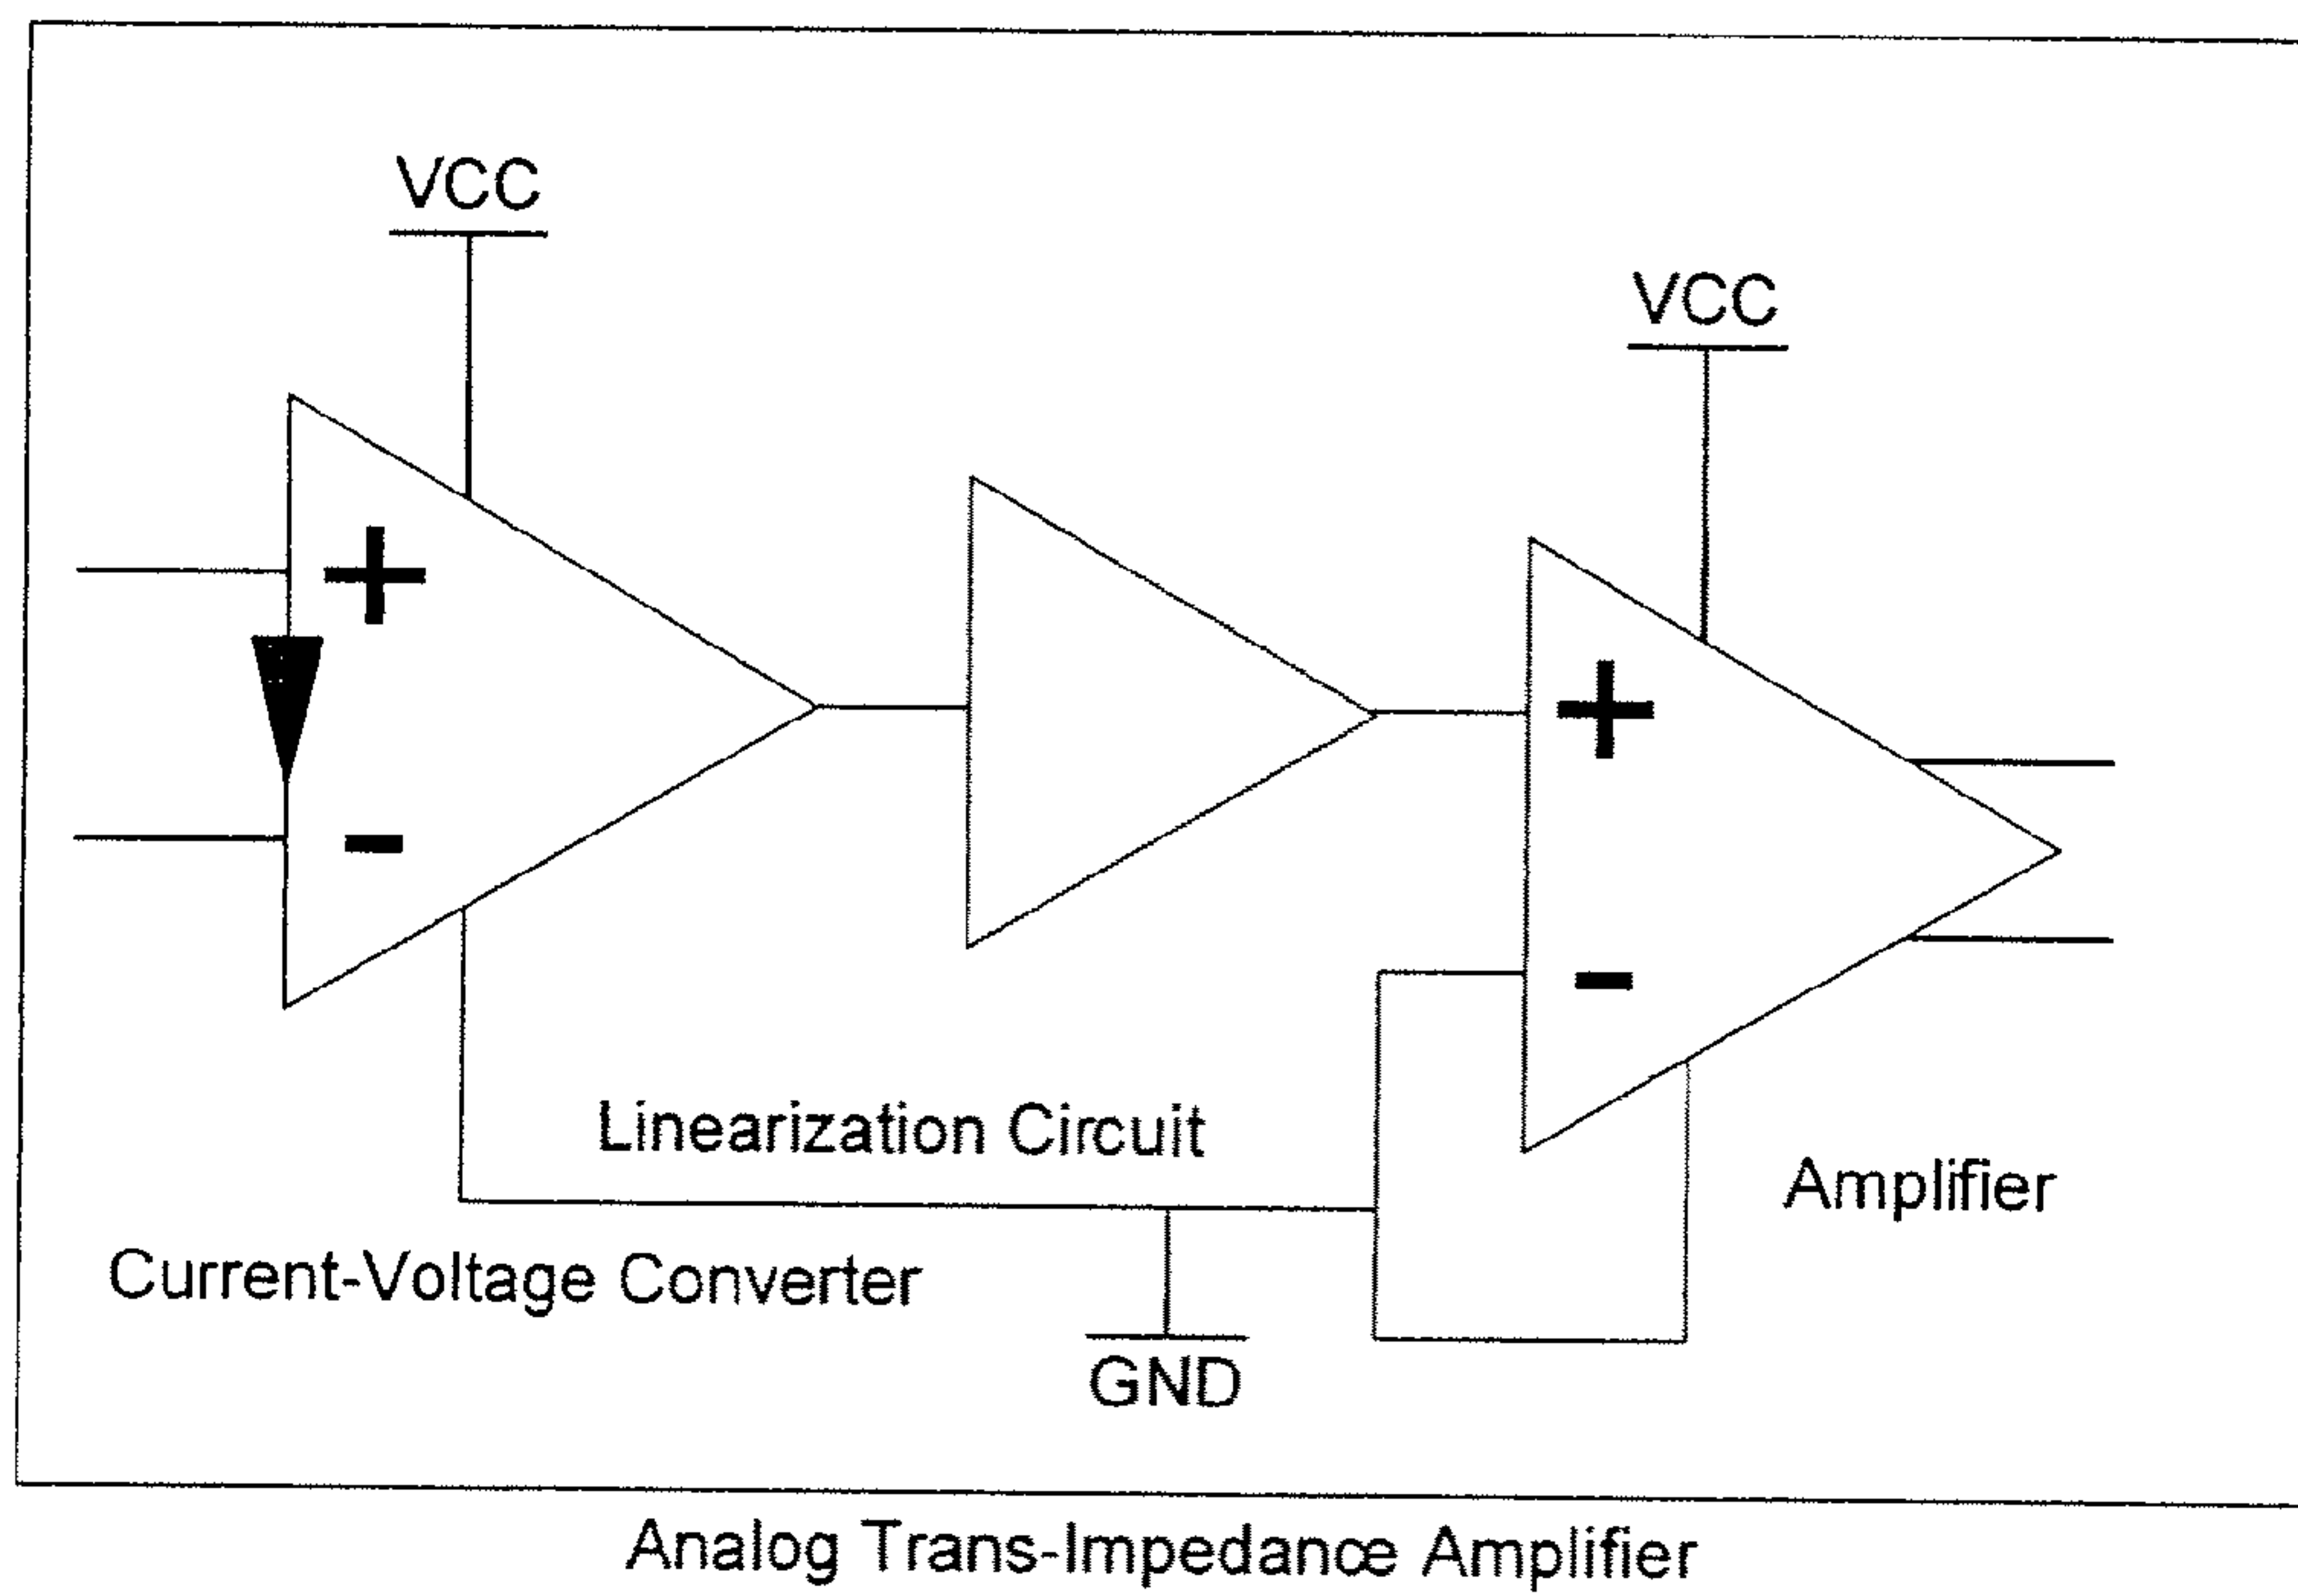 VCC
VCC
+
+
-
-
Linearization Circuit
Amplifier
Current-Voltage Converter
GND
Analog Trans-Impedance Amplifier